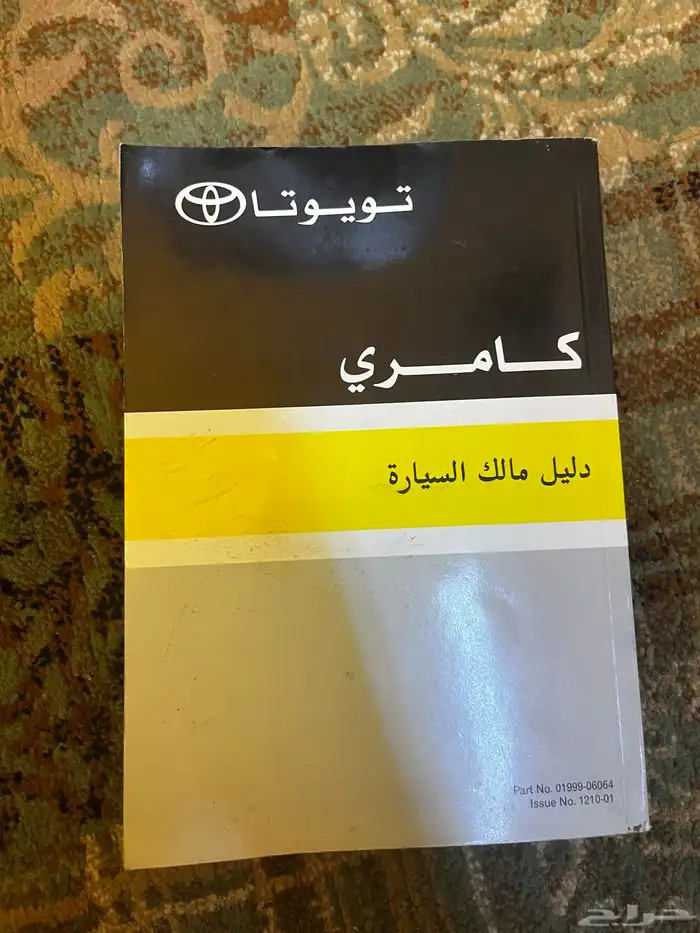 تويوتا
كامري
دليل مالك السيارة
Part No. 01999-06064
Issue No. 1210-01
حراج